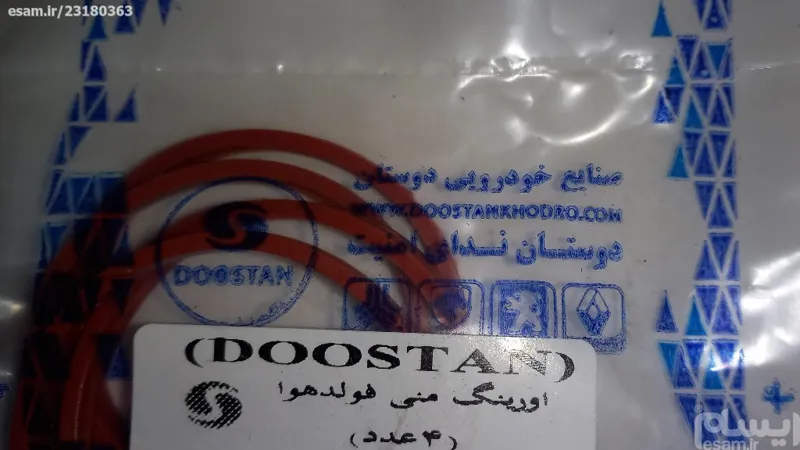 esam.ir/23180363
صنایع خودرویی دوستان
WWW.DOOSTANKHODRO.COM
دوستان ندای امنیت
DOOSTAN
(DOOSTAN)
اورینگ منی هولدهوا
(۴ عدد)
ایسام
esam.ir